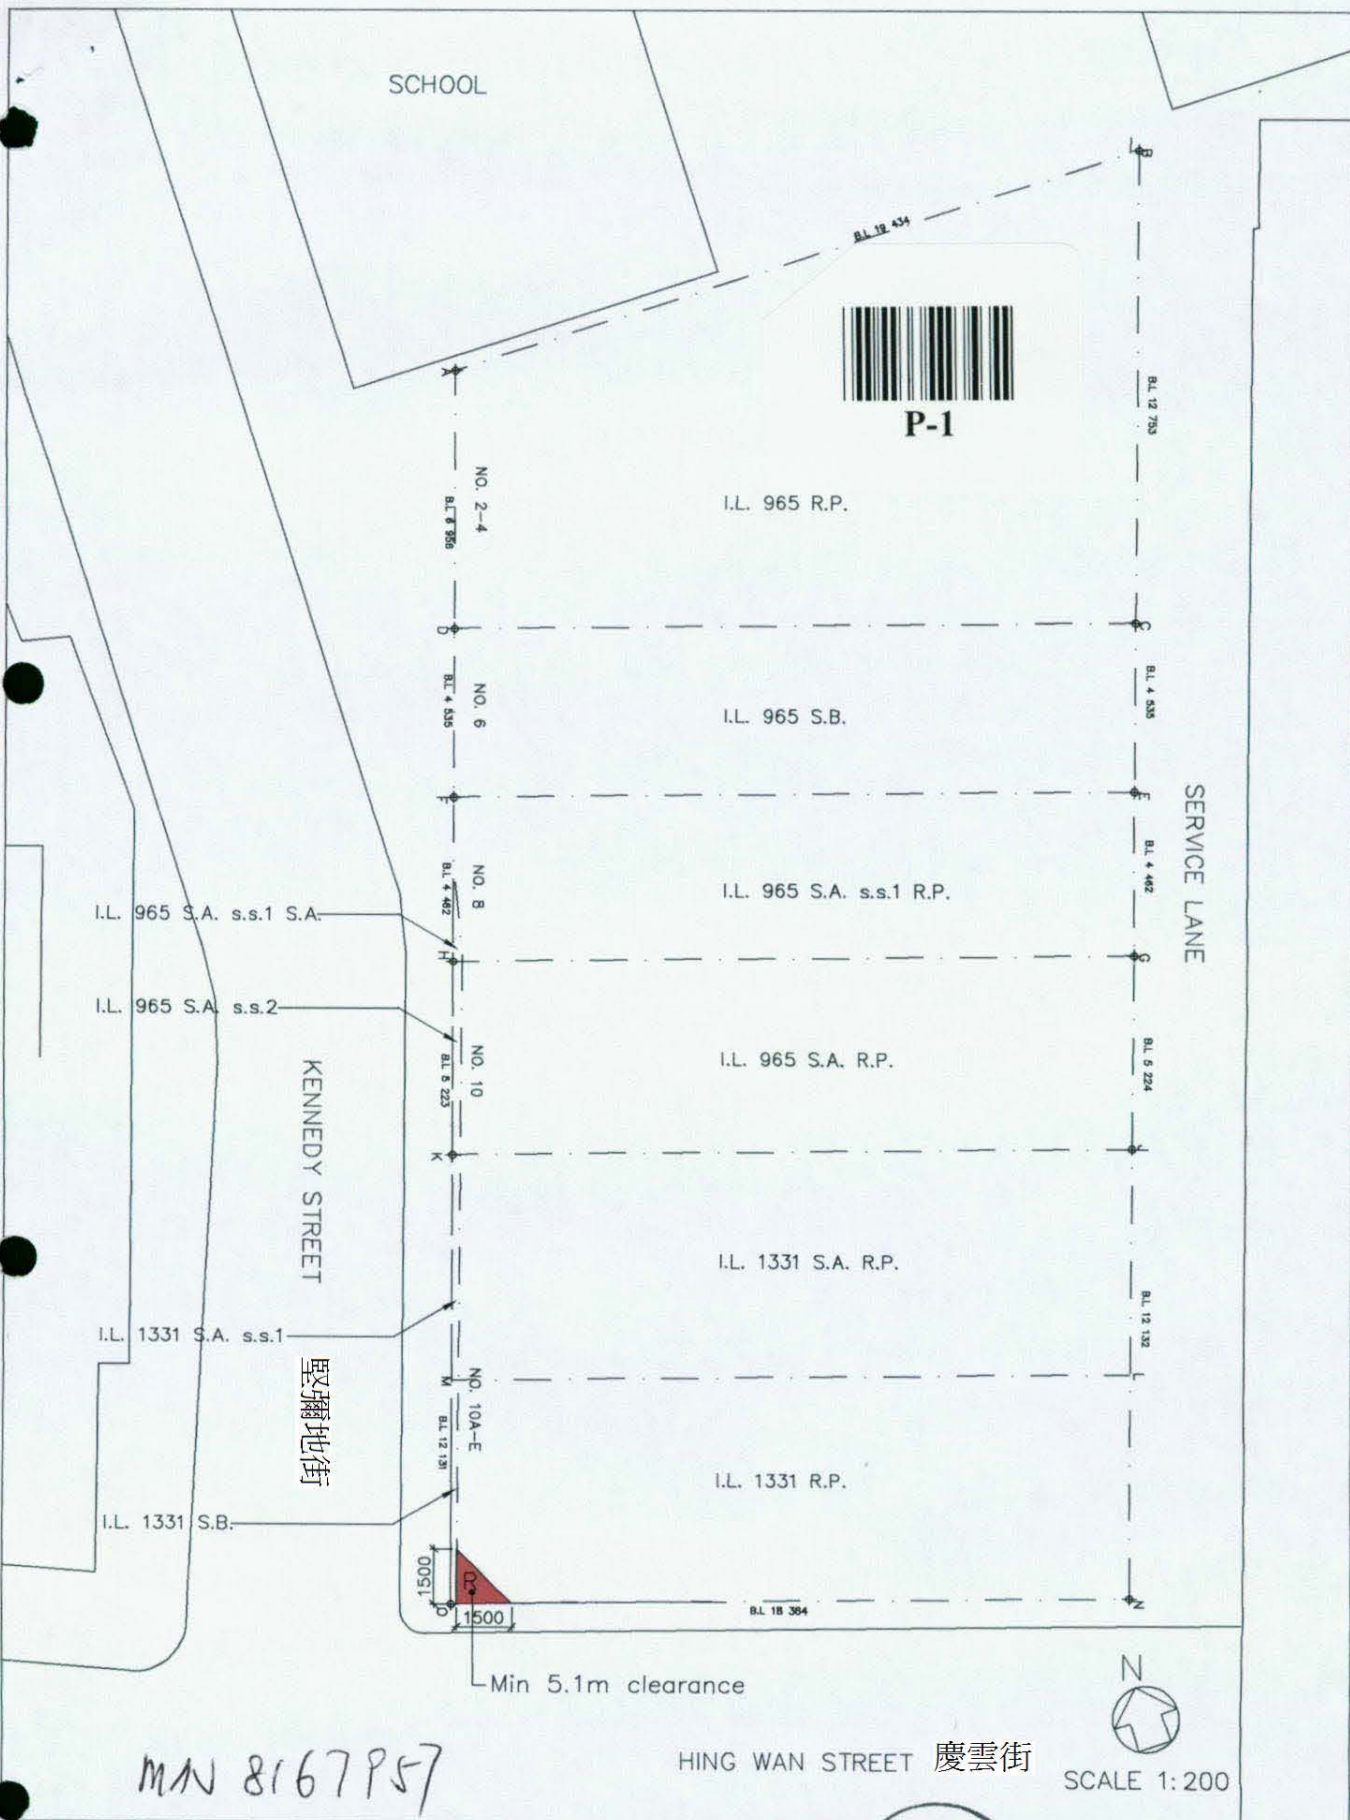 SCHOOL
B
B.L 19 434
P-1
A
B.L 12 753
NO. 2-4
B.L 6 956
I.L. 965 R.P.
D
C
NO. 6
B.L 4 535
I.L. 965 S.B.
B.L 4 535
F
E
SERVICE LANE
NO. 8
B.L 4 462
I.L. 965 S.A. s.s.1 R.P.
B.L 4 462
I.L. 965 S.A. s.s.1 S.A.
H
G
I.L. 965 S.A. s.s.2
NO. 10
B.L 5 223
I.L. 965 S.A. R.P.
B.L 5 224
KENNEDY STREET
K
J
I.L. 1331 S.A. R.P.
B.L 12 132
I.L. 1331 S.A. s.s.1
堅彌地街
M
L
NO. 10A-E
B.L 12 131
I.L. 1331 R.P.
I.L. 1331 S.B.
1500
O
1500
B.L 18 384
N
Min 5.1m clearance
N
HING WAN STREET 慶雲街
SCALE 1:200